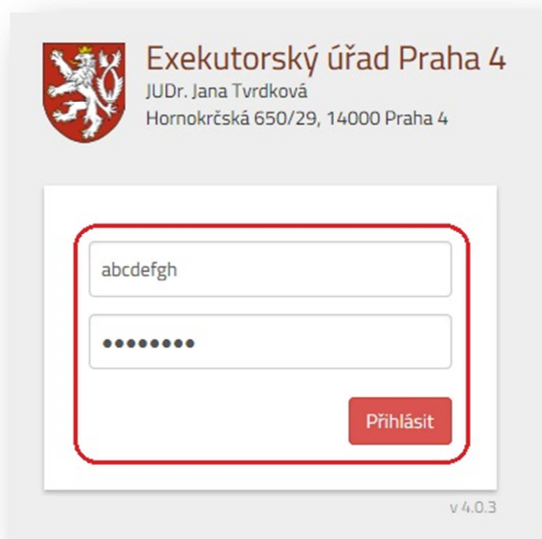 Exekutorský úřad Praha 4
JUDr. Jana Tvrdková
Hornokrčská 650/29, 14000 Praha 4
abcdefgh
••••••••
Přihlásit
v 4.0.3